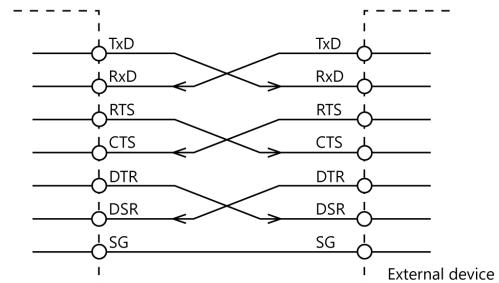 TxD TxD
RxD RxD
RTS RTS
CTS CTS
DTR DTR
DSR DSR
SG SG
External device